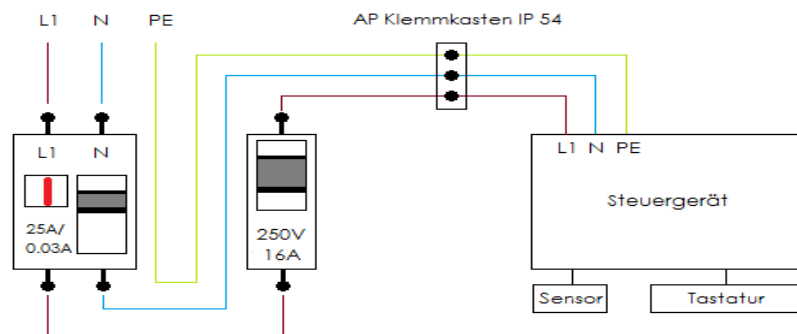 L1 N PE
AP Klemmkasten IP 54
L1 N
25A/
0.03A
250V
16A
L1 N PE
Steuergerät
Sensor
Tastatur